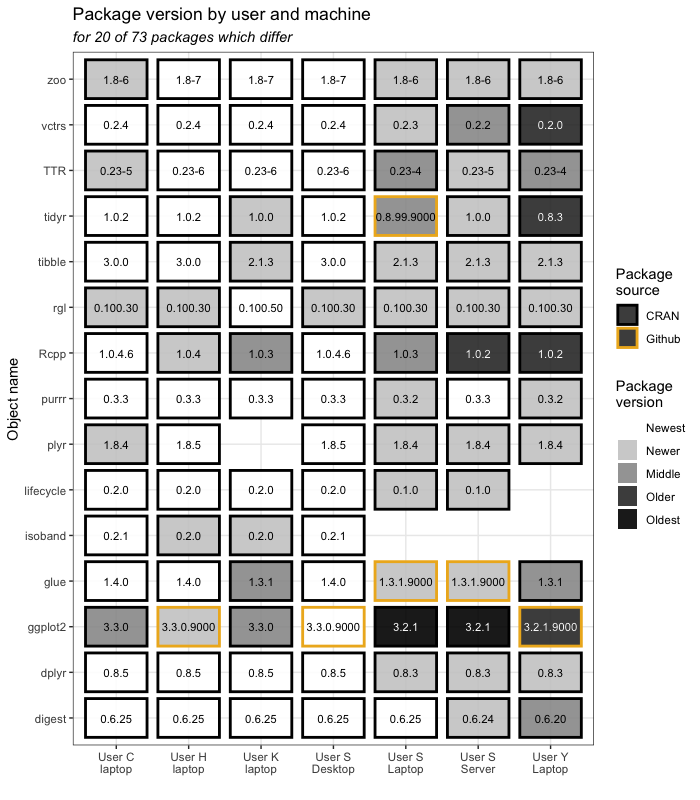 Package version by user and machine
for 20 of 73 packages which differ
Object name
zoo 1.8-6 1.8-7 1.8-7 1.8-7 1.8-6 1.8-6 1.8-6
vctrs 0.2.4 0.2.4 0.2.4 0.2.4 0.2.3 0.2.2 0.2.0
TTR 0.23-5 0.23-6 0.23-6 0.23-6 0.23-4 0.23-5 0.23-4
tidyr 1.0.2 1.0.2 1.0.0 1.0.2 0.8.99.9000 1.0.0 0.8.3
tibble 3.0.0 3.0.0 2.1.3 3.0.0 2.1.3 2.1.3 2.1.3
rgl 0.100.30 0.100.30 0.100.50 0.100.30 0.100.30 0.100.30 0.100.30
Rcpp 1.0.4.6 1.0.4 1.0.3 1.0.4.6 1.0.3 1.0.2 1.0.2
purrr 0.3.3 0.3.3 0.3.3 0.3.3 0.3.2 0.3.3 0.3.2
plyr 1.8.4 1.8.5 1.8.5 1.8.4 1.8.4 1.8.4
lifecycle 0.2.0 0.2.0 0.2.0 0.2.0 0.1.0 0.1.0
isoband 0.2.1 0.2.0 0.2.0 0.2.1
glue 1.4.0 1.4.0 1.3.1 1.4.0 1.3.1.9000 1.3.1.9000 1.3.1
ggplot2 3.3.0 3.3.0.9000 3.3.0 3.3.0.9000 3.2.1 3.2.1 3.2.1.9000
dplyr 0.8.5 0.8.5 0.8.5 0.8.5 0.8.3 0.8.3 0.8.3
digest 0.6.25 0.6.25 0.6.25 0.6.25 0.6.25 0.6.24 0.6.20
User C User H User K User S User S User S User Y
laptop laptop laptop Desktop Laptop Server Laptop
Package
source
CRAN
Github
Package
version
Newest
Newer
Middle
Older
Oldest